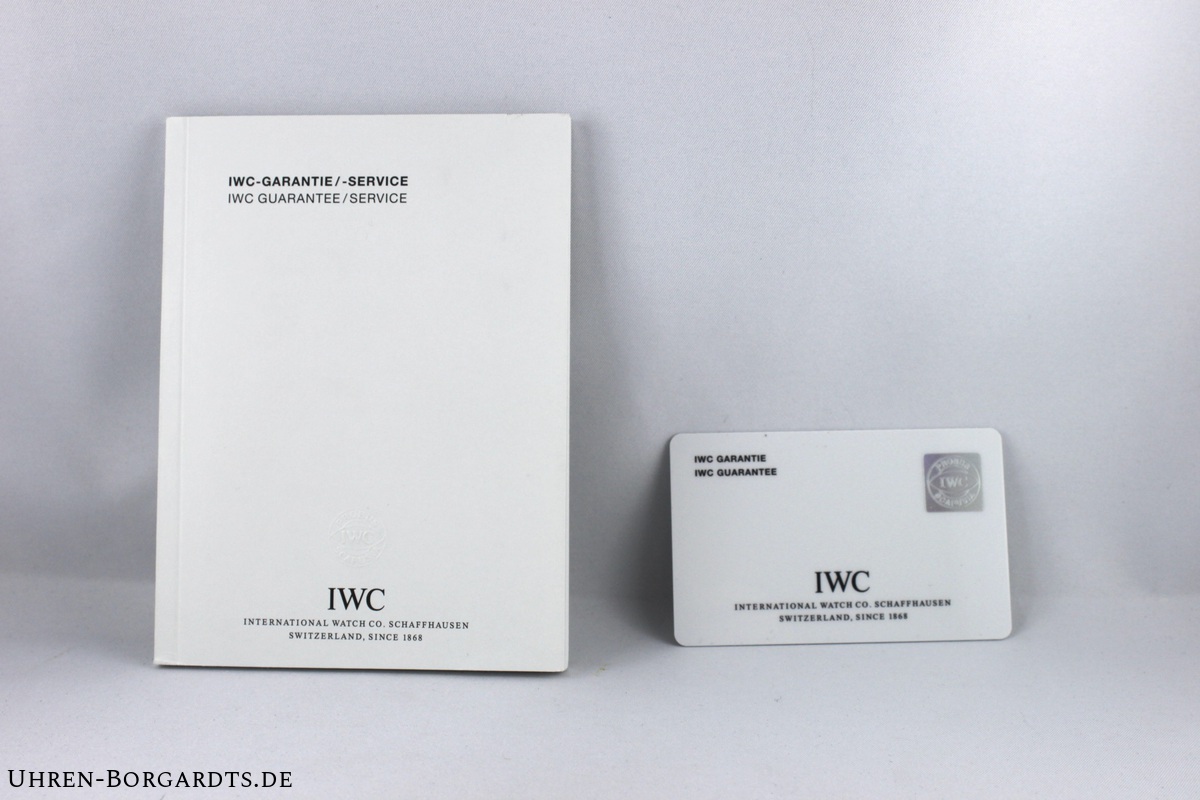 IWC-GARANTIE/-SERVICE
IWC GUARANTEE/SERVICE
IWC
IWC
INTERNATIONAL WATCH CO. SCHAFFHAUSEN
SWITZERLAND, SINCE 1868
IWC GARANTIE
IWC GUARANTEE
IWC
IWC
INTERNATIONAL WATCH CO. SCHAFFHAUSEN
SWITZERLAND, SINCE 1868
UHREN-BORGARDTS.DE